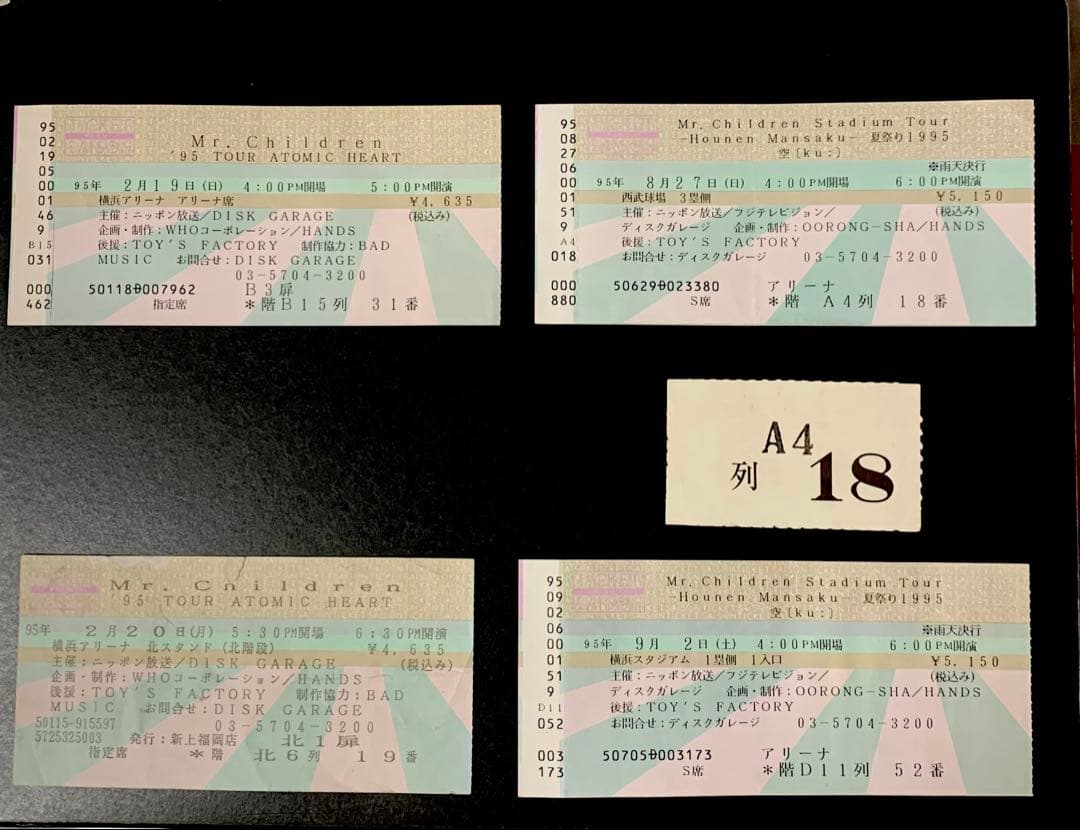 95
02
19
05
00
01
46
9
B15
031
000
462
Mr. Children
'95 TOUR ATOMIC HEART
95年 2月19日(日) 4:00PM開場 5:00PM開演
横浜アリーナ アリーナ席 ¥4,635
主催:ニッポン放送/DISK GARAGE (税込み)
企画・制作:WHOコーポレーション/HANDS
後援:TOY'S FACTORY 制作協力:BAD
MUSIC お問合せ:DISK GARAGE
03-5704-3200
50118D007962 B3扉
指定席 *階B15列 31番
95
08
27
06
00
01
51
9
A4
018
000
880
Mr. Children Stadium Tour
-Hounen Mansaku- 夏祭り1995
空〔ku:〕
※雨天決行
95年 8月27日(日) 4:00PM開場 6:00PM開演
西武球場 3塁側 ¥5,150
主催:ニッポン放送/フジテレビジョン/ (税込み)
ディスクガレージ 企画・制作:OORONG-SHA/HANDS
後援:TOY'S FACTORY
お問合せ:ディスクガレージ 03-5704-3200
50629D023380 アリーナ
S席 *階 A4列 18番
A4
列 18
Mr. Children
'95 TOUR ATOMIC HEART
95年 2月20日(月) 5:30PM開場 6:30PM開演
横浜アリーナ 北スタンド(北階段) ¥4,635
主催:ニッポン放送/DISK GARAGE (税込み)
企画・制作:WHOコーポレーション/HANDS
後援:TOY'S FACTORY 制作協力:BAD
MUSIC お問合せ:DISK GARAGE
50115-915597 03-5704-3200
5725325003 発行:新上福岡店 北1扉
指定席 *階 北6列 19番
95
09
02
06
00
01
51
9
D11
052
003
173
Mr. Children Stadium Tour
-Hounen Mansaku- 夏祭り1995
空〔ku:〕
※雨天決行
95年 9月 2日(土) 4:00PM開場 6:00PM開演
横浜スタジアム 1塁側 1入口 ¥5,150
主催:ニッポン放送/フジテレビジョン/ (税込み)
ディスクガレージ 企画・制作:OORONG-SHA/HANDS
後援:TOY'S FACTORY
お問合せ:ディスクガレージ 03-5704-3200
50705D003173 アリーナ
S席 *階D11列 52番